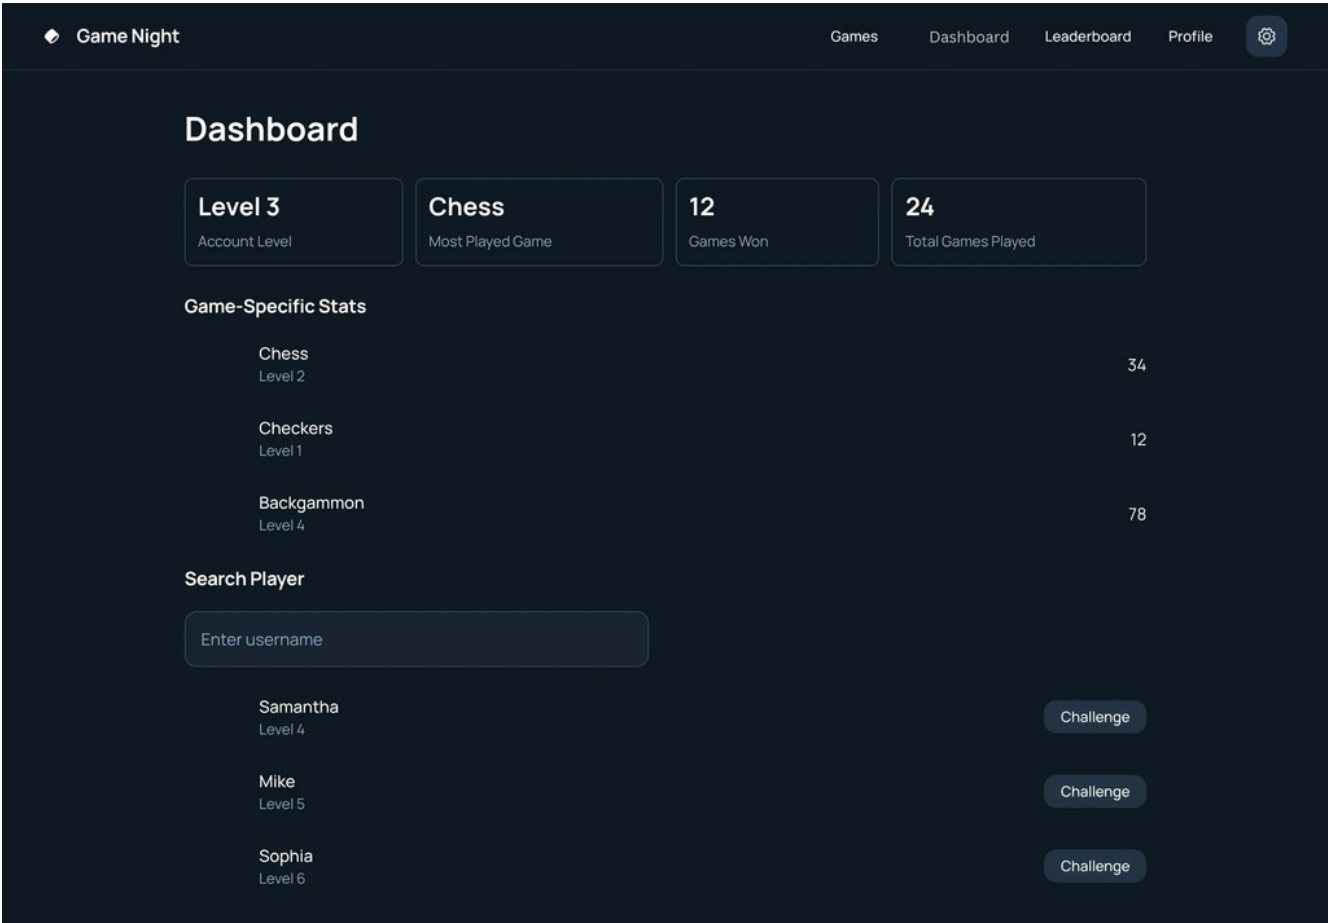 Game Night
Games Dashboard Leaderboard Profile
Dashboard
Level 3
Account Level
Chess
Most Played Game
12
Games Won
24
Total Games Played
Game-Specific Stats
Chess
Level 2
34
Checkers
Level 1
12
Backgammon
Level 4
78
Search Player
Enter username
Samantha
Level 4
Challenge
Mike
Level 5
Challenge
Sophia
Level 6
Challenge